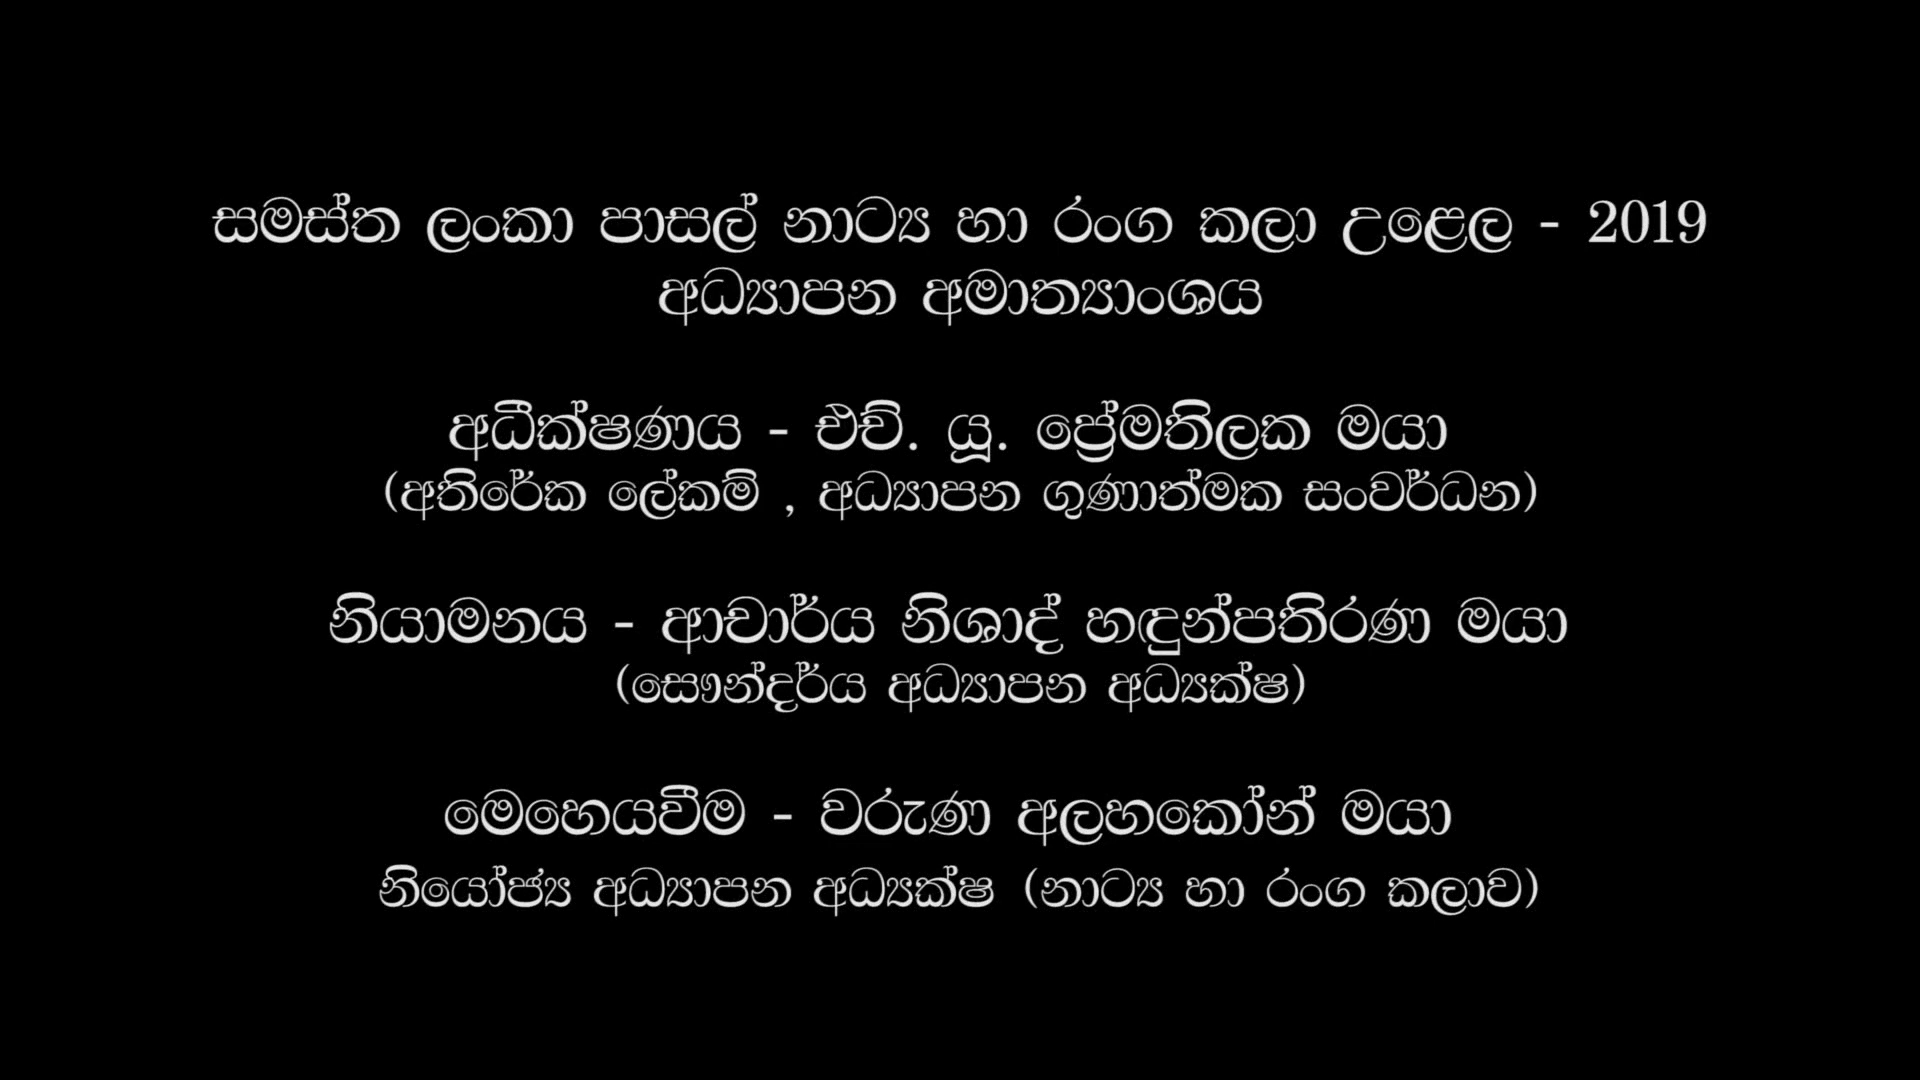 සමස්ත ලංකා පාසල් නාට්‍ය හා රංග කලා උළෙල - 2019
අධ්‍යාපන අමාත්‍යාංශය
අධීක්ෂණය - එච්. යූ. ප්‍රේමතිලක මයා
(අතිරේක ලේකම් , අධ්‍යාපන ගුණාත්මක සංවර්ධන)
නියාමනය - ආචාර්ය නිශාද් හඳුන්පතිරණ මයා
(සෞන්දර්ය අධ්‍යාපන අධ්‍යක්ෂ)
මෙහෙයවීම - වරුණ අලහකෝන් මයා
නියෝජ්‍ය අධ්‍යාපන අධ්‍යක්ෂ (නාට්‍ය හා රංග කලාව)